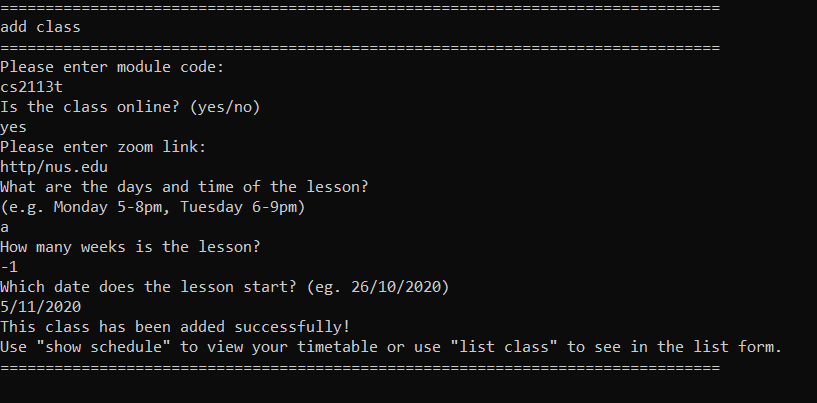 ================================================================================
add class
================================================================================
Please enter module code:
cs2113t
Is the class online? (yes/no)
yes
Please enter zoom link:
http/nus.edu
What are the days and time of the lesson?
(e.g. Monday 5-8pm, Tuesday 6-9pm)
a
How many weeks is the lesson?
-1
Which date does the lesson start? (eg. 26/10/2020)
5/11/2020
This class has been added successfully!
Use "show schedule" to view your timetable or use "list class" to see in the list form.
================================================================================